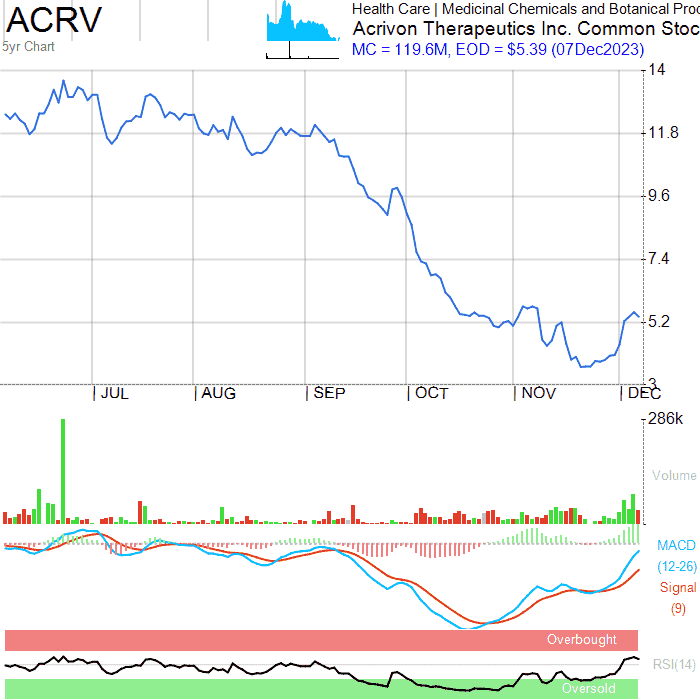 ACRV
5yr Chart
Health Care | Medicinal Chemicals and Botanical Proc
Acrivon Therapeutics Inc. Common Stoc
MC = 119.6M, EOD = $5.39 (07Dec2023)
14
11.8
9.6
7.4
5.2
3
JUL AUG SEP OCT NOV DEC
286k
Volume
MACD
(12-26)
Signal
(9)
Overbought
RSI(14)
Oversold